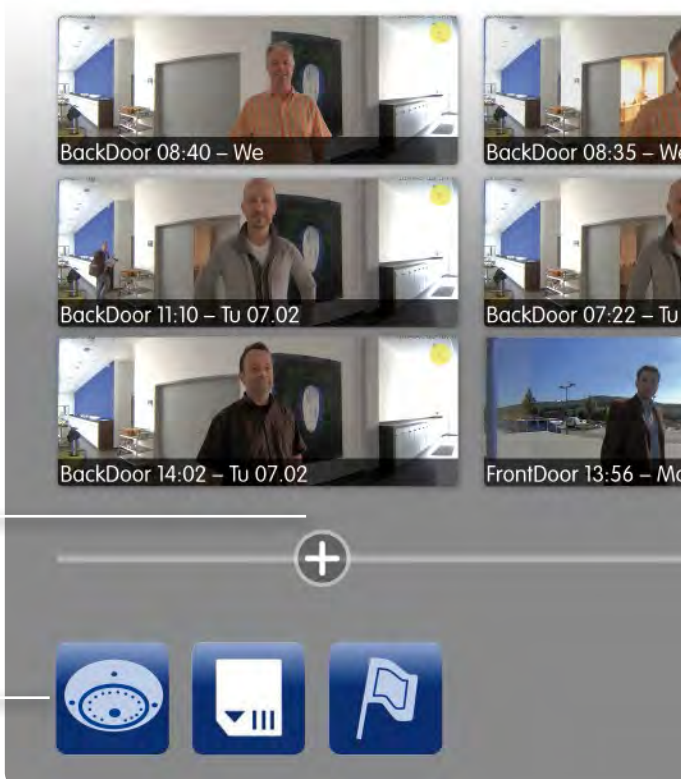 BackDoor 08:40 – We
BackDoor 08:35 – We
BackDoor 11:10 – Tu 07.02
BackDoor 07:22 – Tu
BackDoor 14:02 – Tu 07.02
FrontDoor 13:56 – Mo